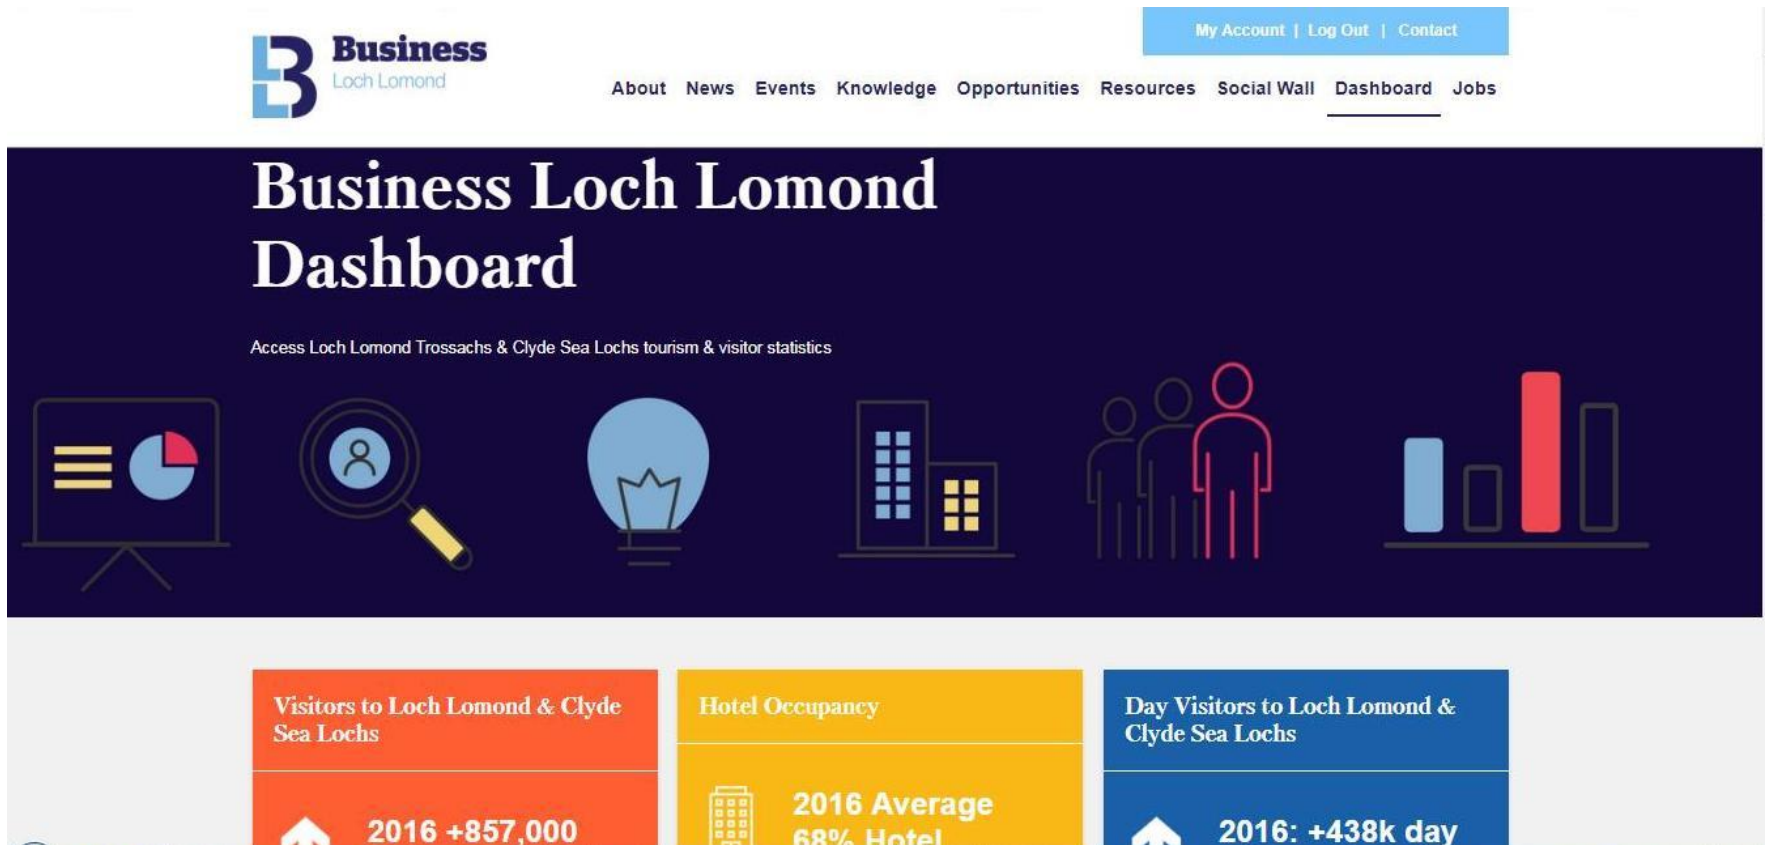 Business
Loch Lomond
My Account | Log Out | Contact
About News Events Knowledge Opportunities Resources Social Wall Dashboard Jobs
Business Loch Lomond
Dashboard
Access Loch Lomond Trossachs & Clyde Sea Lochs tourism & visitor statistics
Visitors to Loch Lomond & Clyde
Sea Lochs
2016 +857,000
Hotel Occupancy
2016 Average
68% Hotel
Day Visitors to Loch Lomond &
Clyde Sea Lochs
2016: +438k day